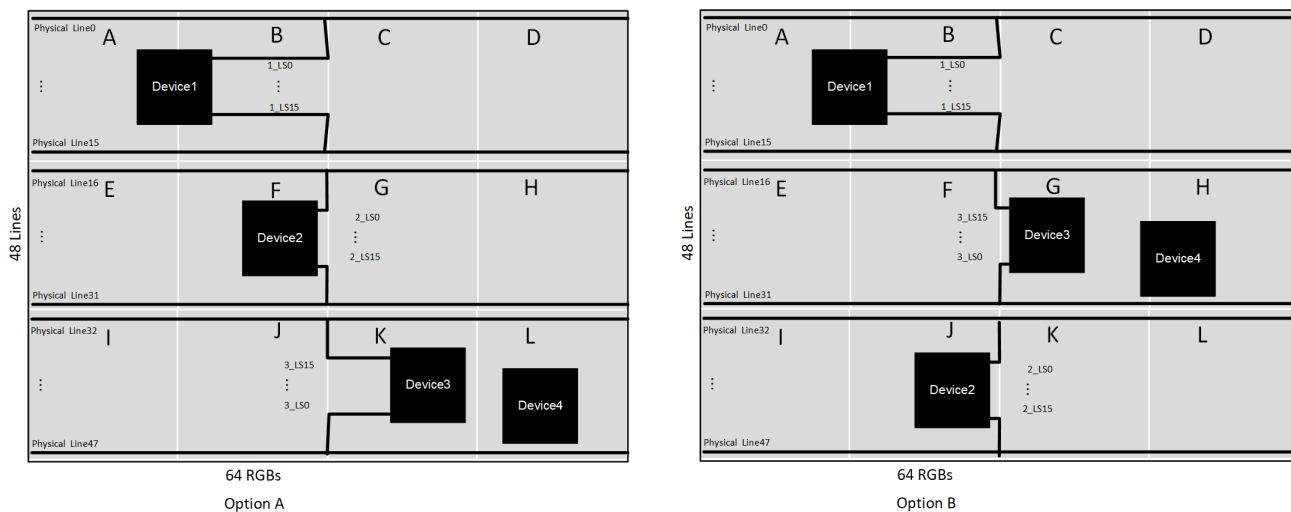 Physical Line0
A
B
C
D
Device1
1_LS0
⋮
⋮
1_LS15
Physical Line15
Physical Line16
E
F
G
H
Device2
2_LS0
⋮
⋮
2_LS15
Physical Line31
48 Lines
Physical Line32
I
J
K
L
3_LS15
⋮
⋮
3_LS0
Device3
Device4
Physical Line47
64 RGBs
Option A
Physical Line0
A
B
C
D
Device1
1_LS0
⋮
⋮
1_LS15
Physical Line15
Physical Line16
E
F
G
H
3_LS15
⋮
⋮
3_LS0
Device3
Device4
Physical Line31
48 Lines
Physical Line32
I
J
K
L
Device2
2_LS0
⋮
⋮
2_LS15
Physical Line47
64 RGBs
Option B